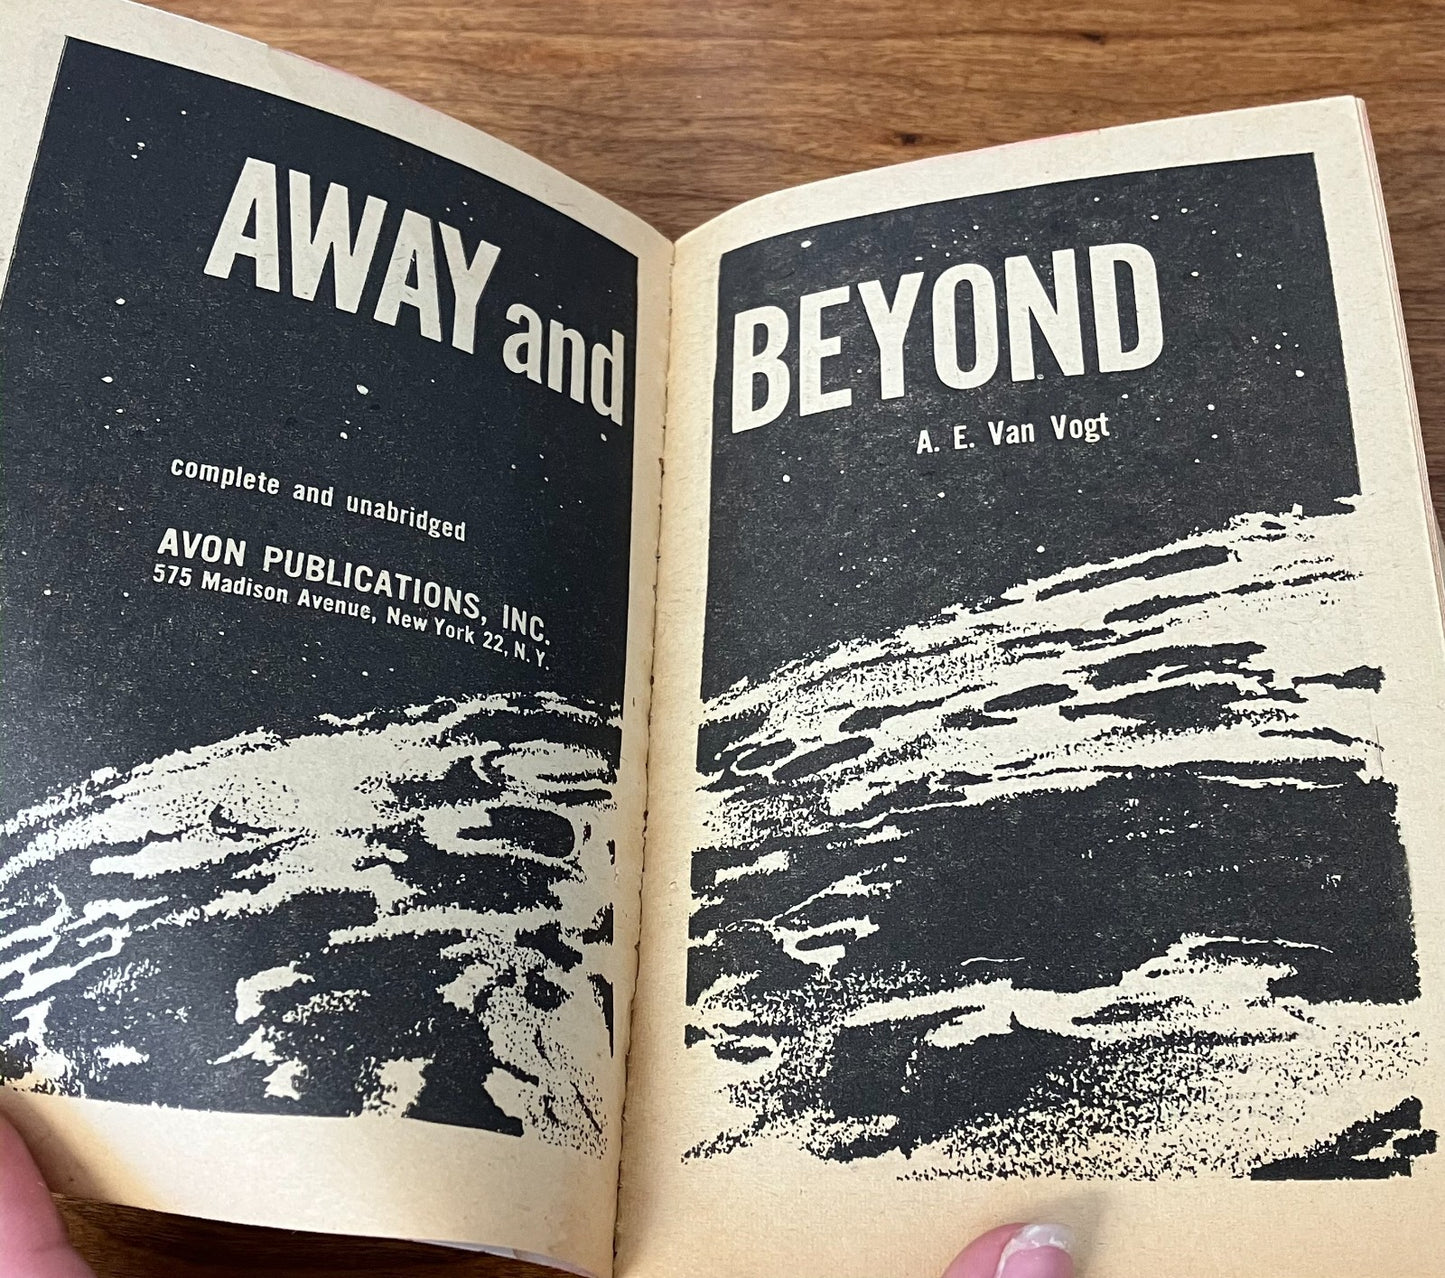 AWAY and
complete and unabridged
AVON PUBLICATIONS, INC.
575 Madison Avenue, New York 22, N. Y.
BEYOND
A. E. Van Vogt